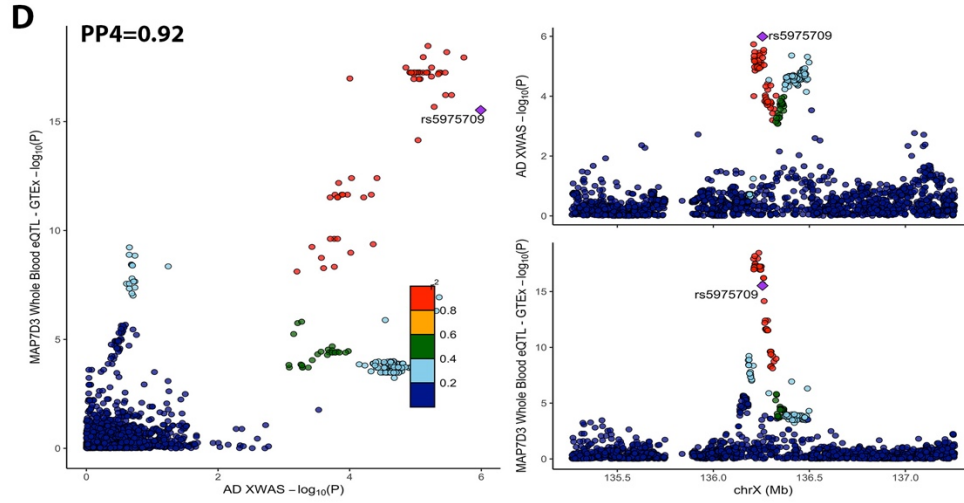 D
PP4=0.92
MAP7D3 Whole Blood eQTL - GTEx −log10(P)
15
10
5
0
rs5975709
r2
0.8
0.6
0.4
0.2
0
2
4
6
AD XWAS −log10(P)
AD XWAS −log10(P)
6
4
2
0
rs5975709
MAP7D3 Whole Blood eQTL - GTEx −log10(P)
15
10
5
0
rs5975709
135.5
136.0
136.5
137.0
chrX (Mb)